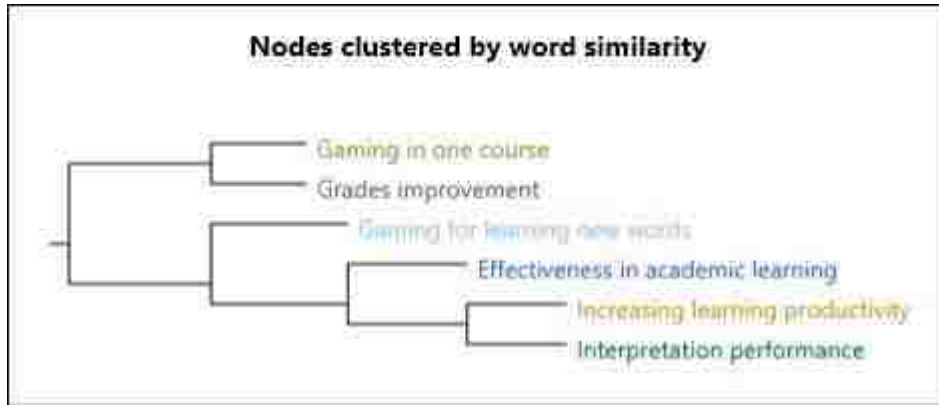 Nodes clustered by word similarity
Gaming in one course
Grades improvement
Gaming for learning new words
Effectiveness in academic learning
Increasing learning productivity
Interpretation performance